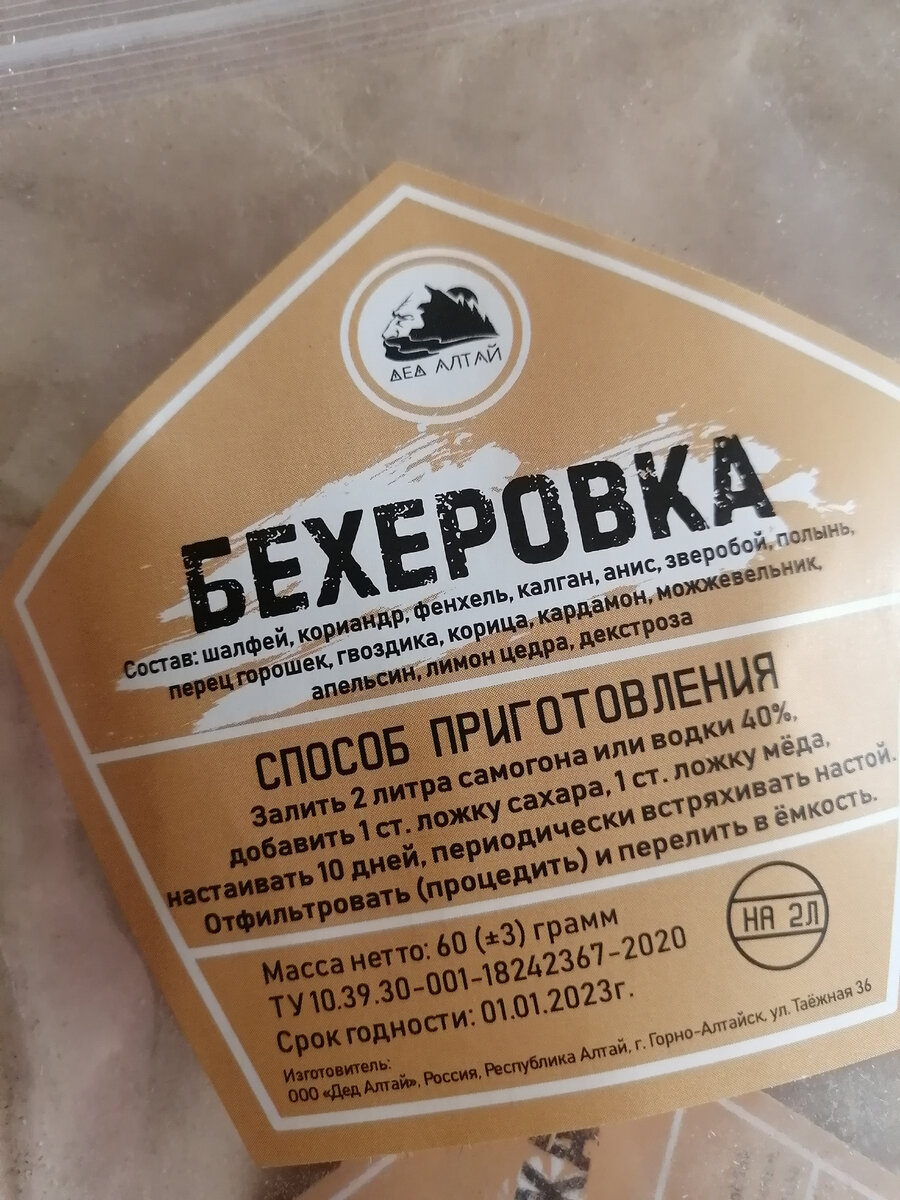 ДЕД АЛТАЙ
БЕХЕРОВКА
Состав: шалфей, кориандр, фенхель, калган, анис, зверобой, полынь,
перец горошек, гвоздика, корица, кардамон, можжевельник,
апельсин, лимон цедра, декстроза
СПОСОБ ПРИГОТОВЛЕНИЯ
Залить 2 литра самогона или водки 40%,
добавить 1 ст. ложку сахара, 1 ст. ложку мёда,
настаивать 10 дней, периодически встряхивать настой.
Отфильтровать (процедить) и перелить в ёмкость.
Масса нетто: 60 (±3) грамм
ТУ 10.39.30-001-18242367-2020
Срок годности: 01.01.2023г.
НА 2Л
Изготовитель:
ООО «Дед Алтай», Россия, Республика Алтай, г. Горно-Алтайск, ул. Таёжная 36
КА